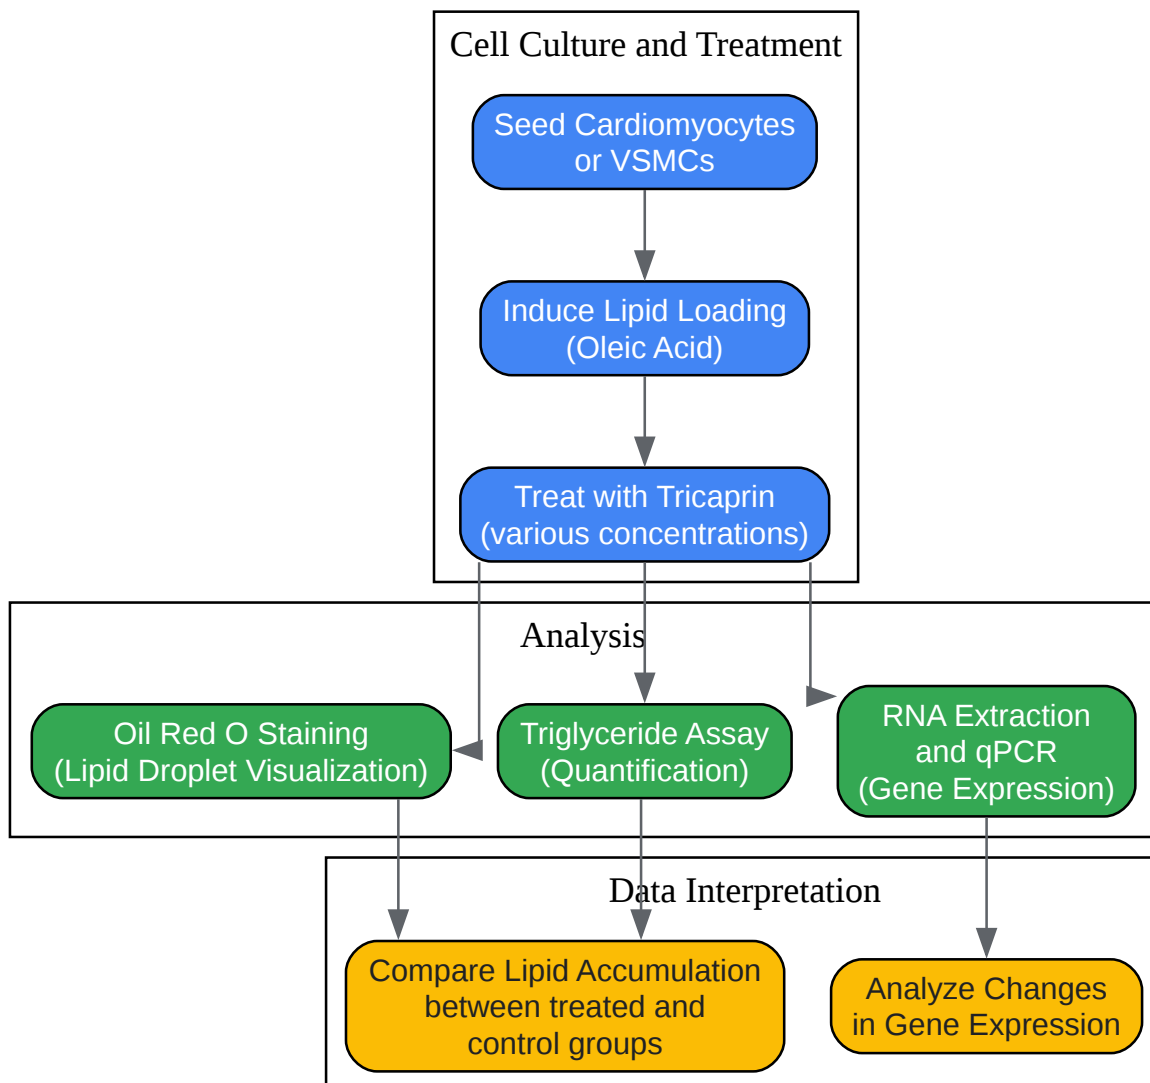 Cell Culture and Treatment
Seed Cardiomyocytes
or VSMCs
Induce Lipid Loading
(Oleic Acid)
Treat with Tricaprin
(various concentrations)
Analysis
Oil Red O Staining
(Lipid Droplet Visualization)
Triglyceride Assay
(Quantification)
RNA Extraction
and qPCR
(Gene Expression)
Data Interpretation
Compare Lipid Accumulation
between treated and
control groups
Analyze Changes
in Gene Expression